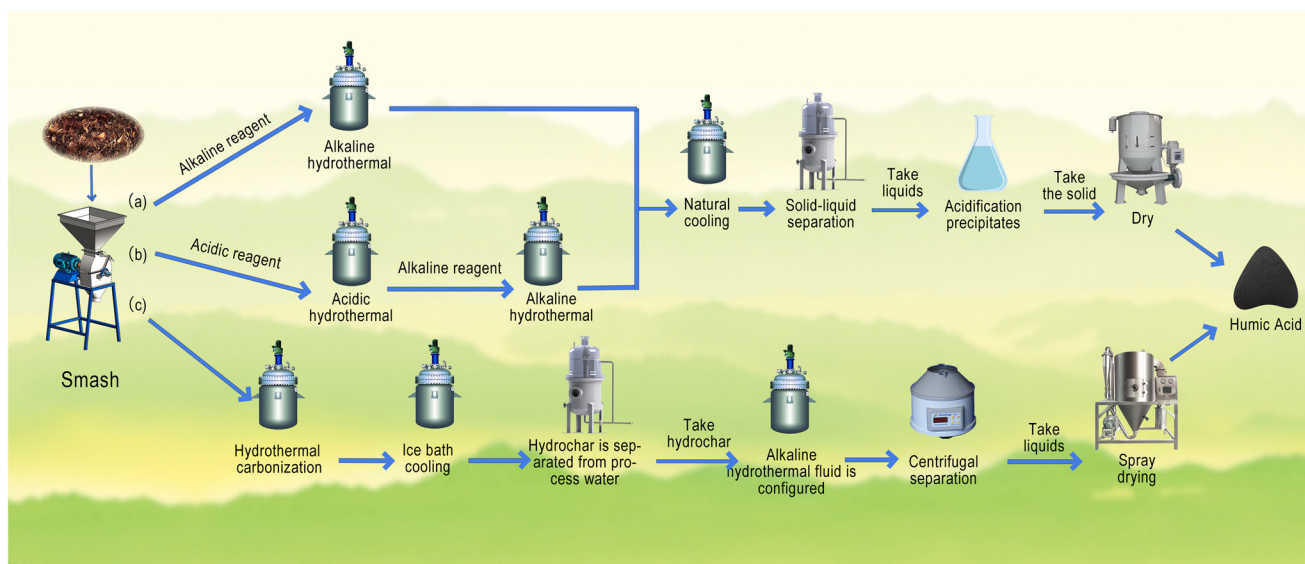 Alkaline reagent
Alkaline
hydrothermal
(a)
(b)
(c)
Smash
Acidic reagent
Acidic
hydrothermal
Alkaline reagent
Alkaline
hydrothermal
Natural
cooling
Solid-liquid
separation
Take
liquids
Acidification
precipitates
Take
the solid
Dry
Humic Acid
Hydrothermal
carbonization
Ice bath
cooling
Hydrochar is sep-
arated from pro-
cess water
Take
hydrochar
Alkaline
hydrothermal fluid is
configured
Centrifugal
separation
Take
liquids
Spray
drying